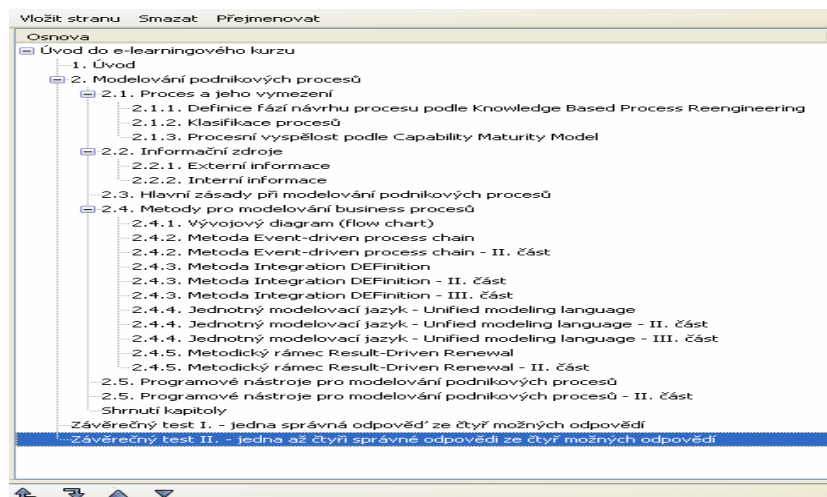 Vložit stranu Smazat Přejmenovat
Osnova
Úvod do e-learningového kurzu
1. Úvod
2. Modelování podnikových procesů
2.1. Proces a jeho vymezení
2.1.1. Definice fází návrhu procesu podle Knowledge Based Process Reengineering
2.1.2. Klasifikace procesů
2.1.3. Procesní vyspělost podle Capability Maturity Model
2.2. Informační zdroje
2.2.1. Externí informace
2.2.2. Interní informace
2.3. Hlavní zásady při modelování podnikových procesů
2.4. Metody pro modelování business procesů
2.4.1. Vývojový diagram (flow chart)
2.4.2. Metoda Event-driven process chain
2.4.2. Metoda Event-driven process chain - II. část
2.4.3. Metoda Integration DEFinition
2.4.3. Metoda Integration DEFinition - II. část
2.4.3. Metoda Integration DEFinition - III. část
2.4.4. Jednotný modelovací jazyk - Unified modeling language
2.4.4. Jednotný modelovací jazyk - Unfied modeling language - II. část
2.4.4. Jednotný modelovací jazyk - Unified modeling language - III. část
2.4.5. Metodický rámec Result-Driven Renewal
2.4.5. Metodický rámec Result-Driven Renewal - II. část
2.5. Programové nástroje pro modelování podnikových procesů
2.5. Programové nástroje pro modelování podnikových procesů - II. část
Shrnutí kapitoly
Závěrečný test I. - jedna správná odpověď ze čtyř možných odpovědí
Závěrečný test II. - jedna až čtyři správné odpovědi ze čtyř možných odpovědí